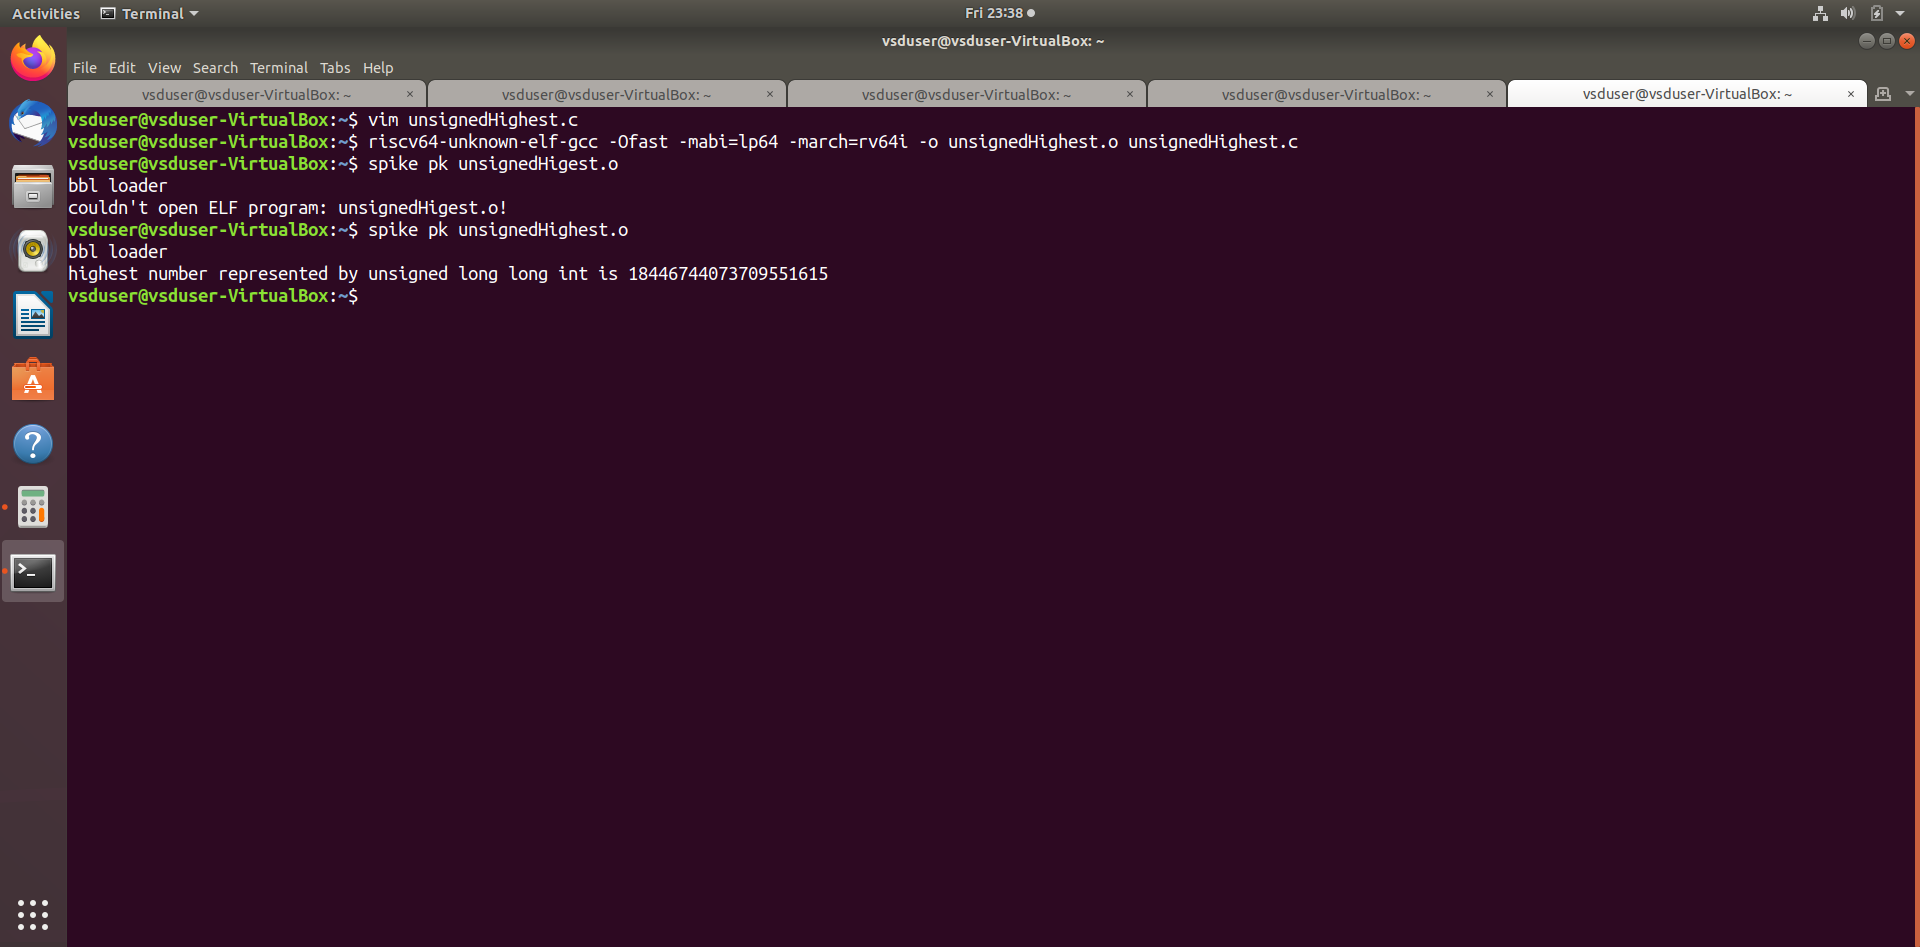 Activities Terminal Fri 23:38
vsduser@vsduser-VirtualBox: ~
File Edit View Search Terminal Tabs Help
vsduser@vsduser-VirtualBox: ~ × vsduser@vsduser-VirtualBox: ~ × vsduser@vsduser-VirtualBox: ~ × vsduser@vsduser-VirtualBox: ~ × vsduser@vsduser-VirtualBox: ~ ×
vsduser@vsduser-VirtualBox:~$ vim unsignedHighest.c
vsduser@vsduser-VirtualBox:~$ riscv64-unknown-elf-gcc -Ofast -mabi=lp64 -march=rv64i -o unsignedHighest.o unsignedHighest.c
vsduser@vsduser-VirtualBox:~$ spike pk unsignedHigest.o
bbl loader
couldn't open ELF program: unsignedHigest.o!
vsduser@vsduser-VirtualBox:~$ spike pk unsignedHighest.o
bbl loader
highest number represented by unsigned long long int is 18446744073709551615
vsduser@vsduser-VirtualBox:~$